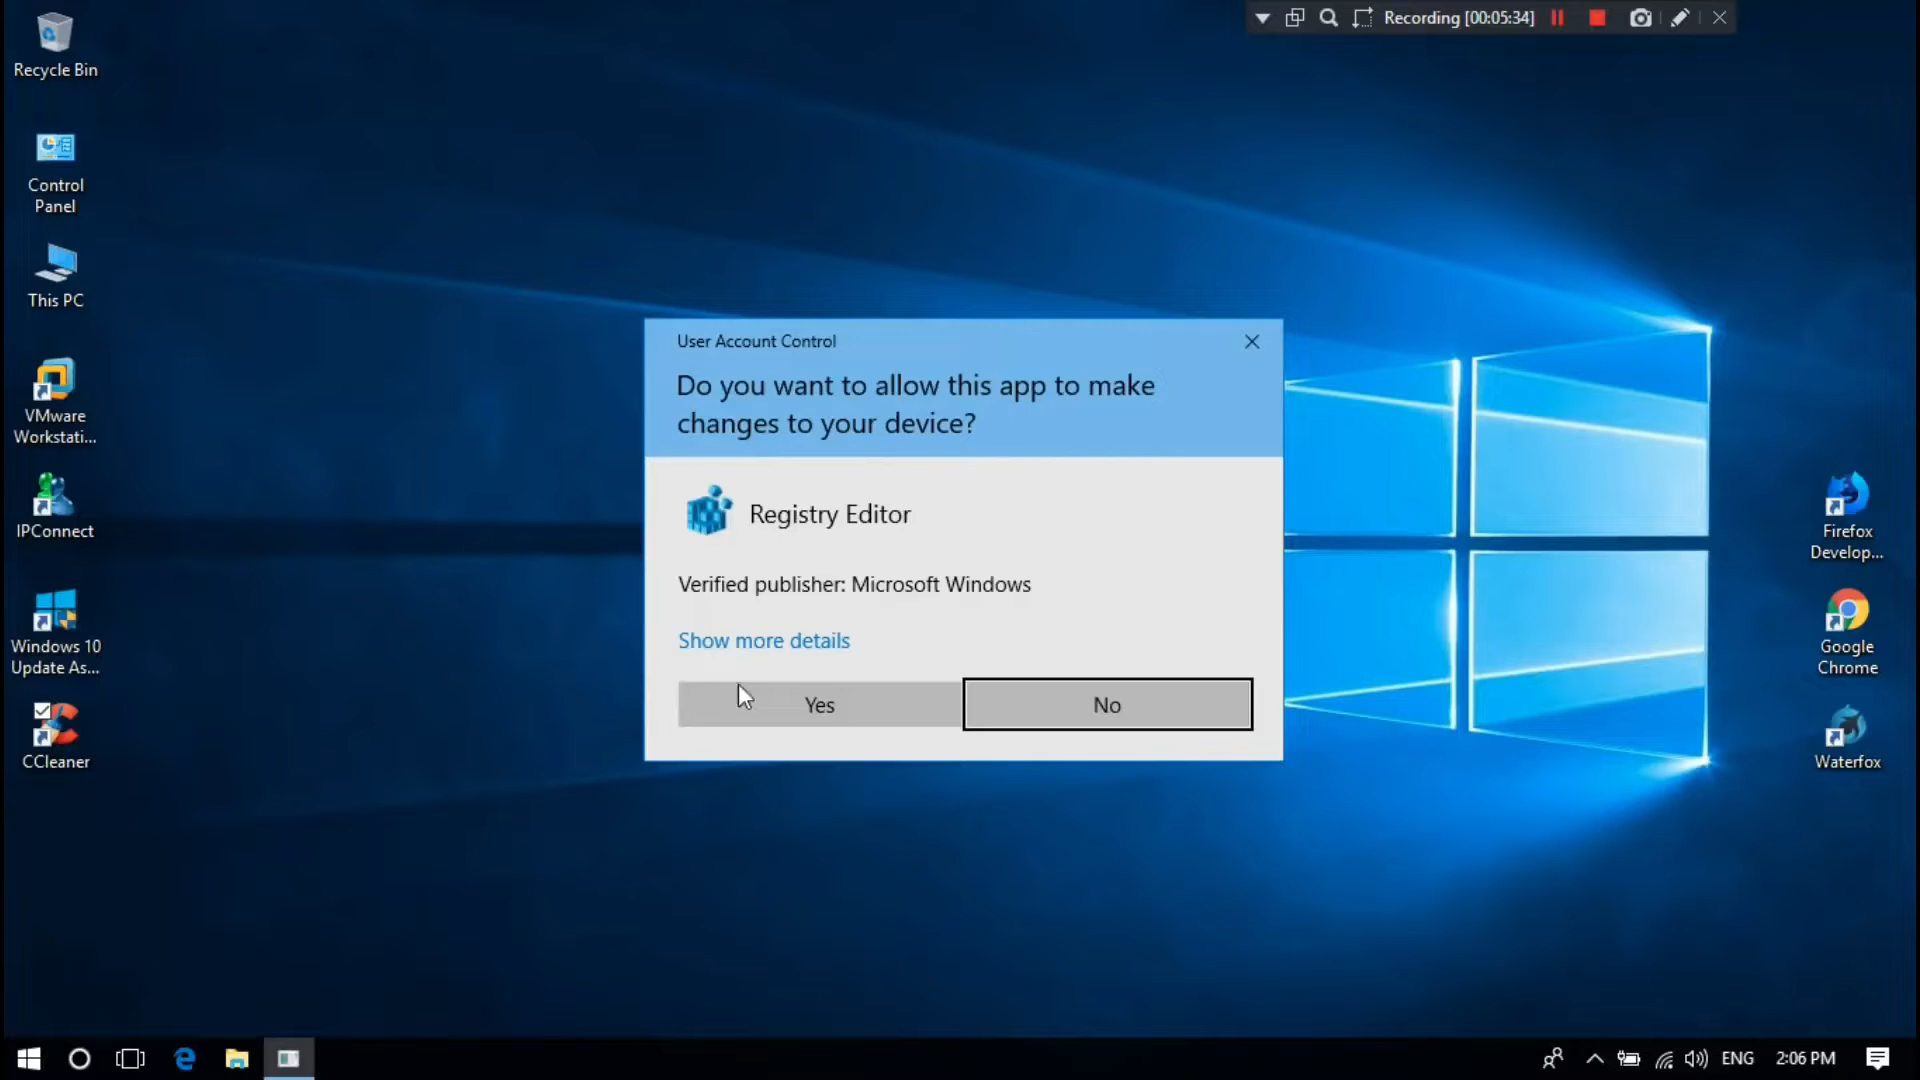 Recording [00:05:34]
Recycle Bin
Control
Panel
This PC
VMware
Workstati...
IPConnect
Windows 10
Update As...
CCleaner
User Account Control
Do you want to allow this app to make
changes to your device?
Registry Editor
Verified publisher: Microsoft Windows
Show more details
Yes
No
Firefox
Develop...
Google
Chrome
Waterfox
ENG
2:06 PM